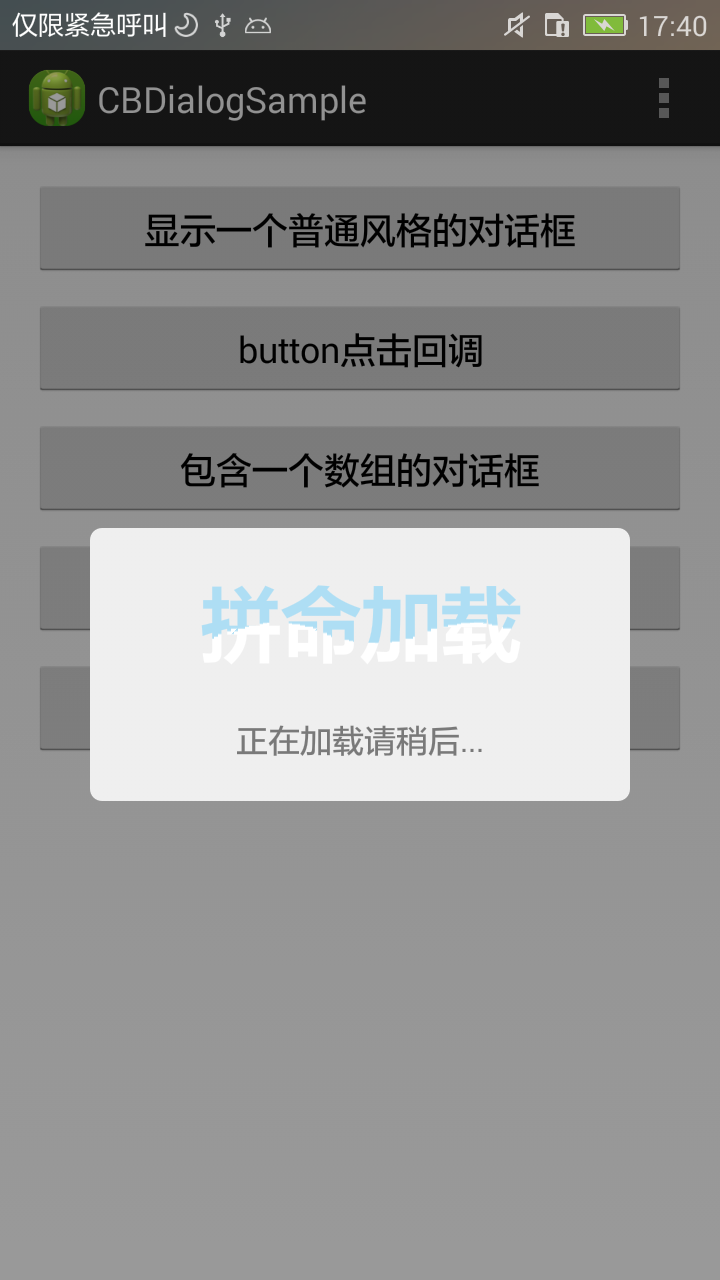 仅限紧急呼叫 17:40
CBDialogSample
显示一个普通风格的对话框
button点击回调
包含一个数组的对话框
拼命加载
正在加载请稍后...